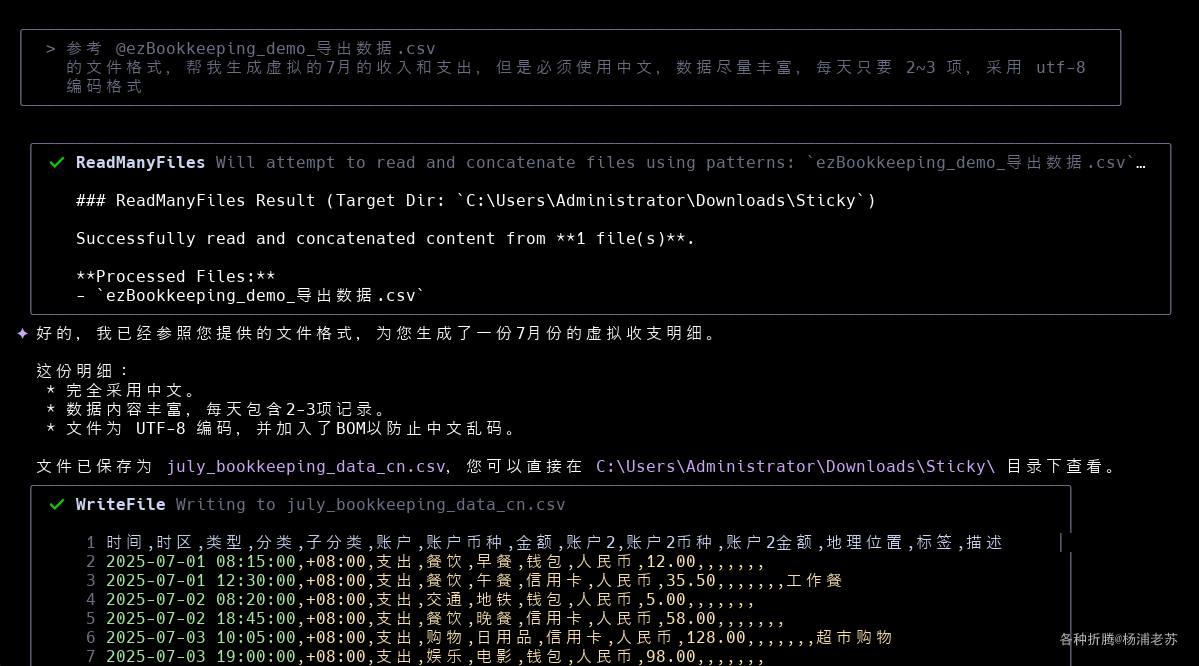 > 参考 @ezBookkeeping_demo_导出数据.csv
的文件格式，帮我生成虚拟的7月的收入和支出，但是必须使用中文，数据尽量丰富，每天只要 2~3 项，采用 utf-8
编码格式
✓ ReadManyFiles Will attempt to read and concatenate files using patterns: `ezBookkeeping_demo_导出数据.csv`…
### ReadManyFiles Result (Target Dir: `C:\Users\Administrator\Downloads\Sticky`)
Successfully read and concatenated content from **1 file(s)**.
**Processed Files:**
- `ezBookkeeping_demo_导出数据.csv`
✦ 好的，我已经参照您提供的文件格式，为您生成了一份7月份的虚拟收支明细。
这份明细：
* 完全采用中文。
* 数据内容丰富，每天包含2-3项记录。
* 文件为 UTF-8 编码，并加入了BOM以防止中文乱码。
文件已保存为 july_bookkeeping_data_cn.csv，您可以直接在 C:\Users\Administrator\Downloads\Sticky\ 目录下查看。
✓ WriteFile Writing to july_bookkeeping_data_cn.csv
1 时间,时区,类型,分类,子分类,账户,账户币种,金额,账户2,账户2币种,账户2金额,地理位置,标签,描述
2 2025-07-01 08:15:00,+08:00,支出,餐饮,早餐,钱包,人民币,12.00,,,,,,,
3 2025-07-01 12:30:00,+08:00,支出,餐饮,午餐,信用卡,人民币,35.50,,,,,,,工作餐
4 2025-07-02 08:20:00,+08:00,支出,交通,地铁,钱包,人民币,5.00,,,,,,,
5 2025-07-02 18:45:00,+08:00,支出,餐饮,晚餐,信用卡,人民币,58.00,,,,,,,
6 2025-07-03 10:05:00,+08:00,支出,购物,日用品,信用卡,人民币,128.00,,,,,,,超市购物
7 2025-07-03 19:00:00,+08:00,支出,娱乐,电影,钱包,人民币,98.00,,,,,,,
各种折腾@杨浦老苏